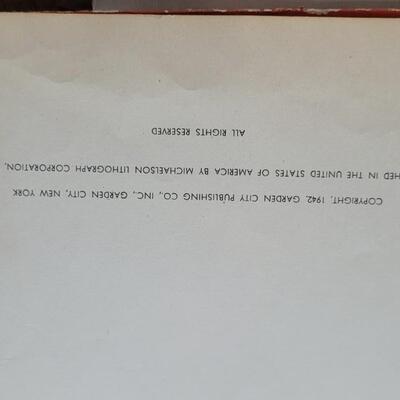 COPYRIGHT, 1942, GARDEN CITY PUBLISHING CO., INC., GARDEN CITY, NEW YORK
HED IN THE UNITED STATES OF AMERICA BY MICHAELSON LITHOGRAPH CORPORATION,
ALL RIGHTS RESERVED